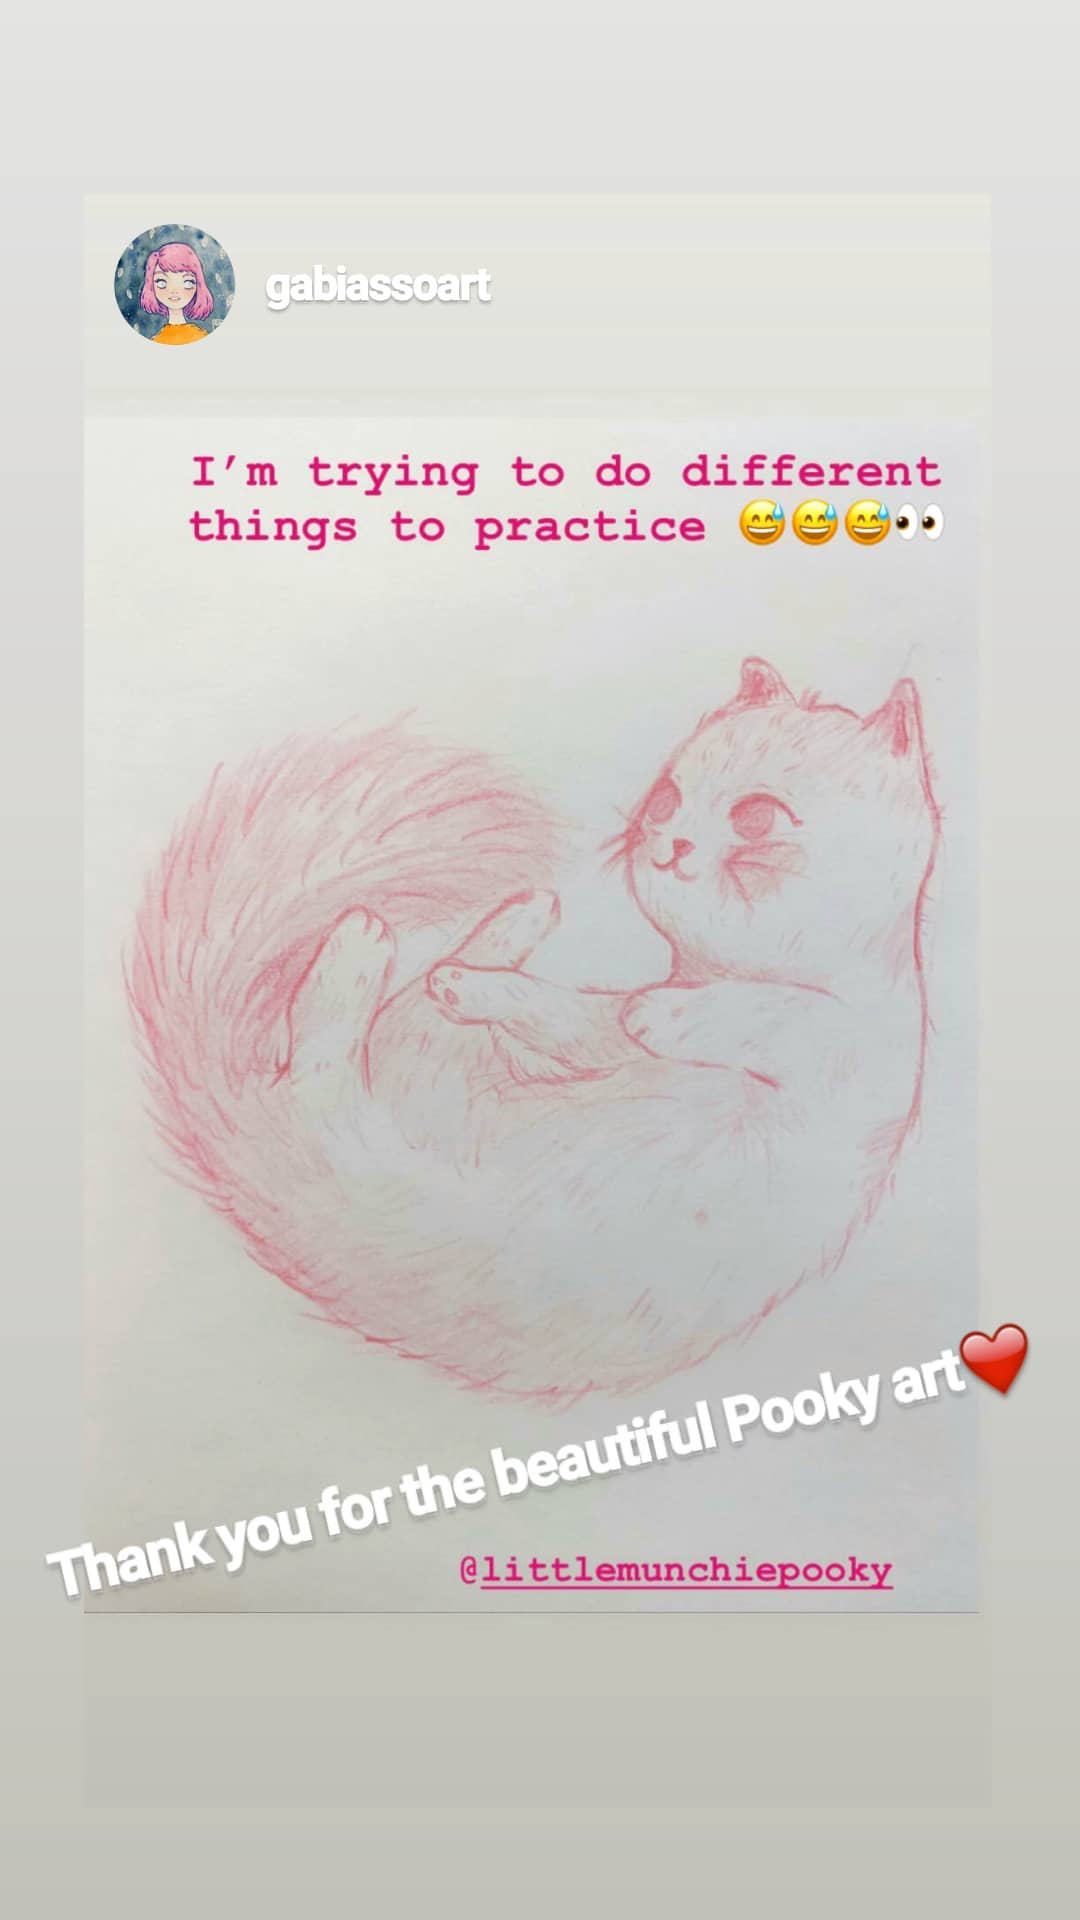 gabiassoart
I’m trying to do different
things to practice 😅😅😅👀
Thank you for the beautiful Pooky art❤️
@littlemunchiepooky